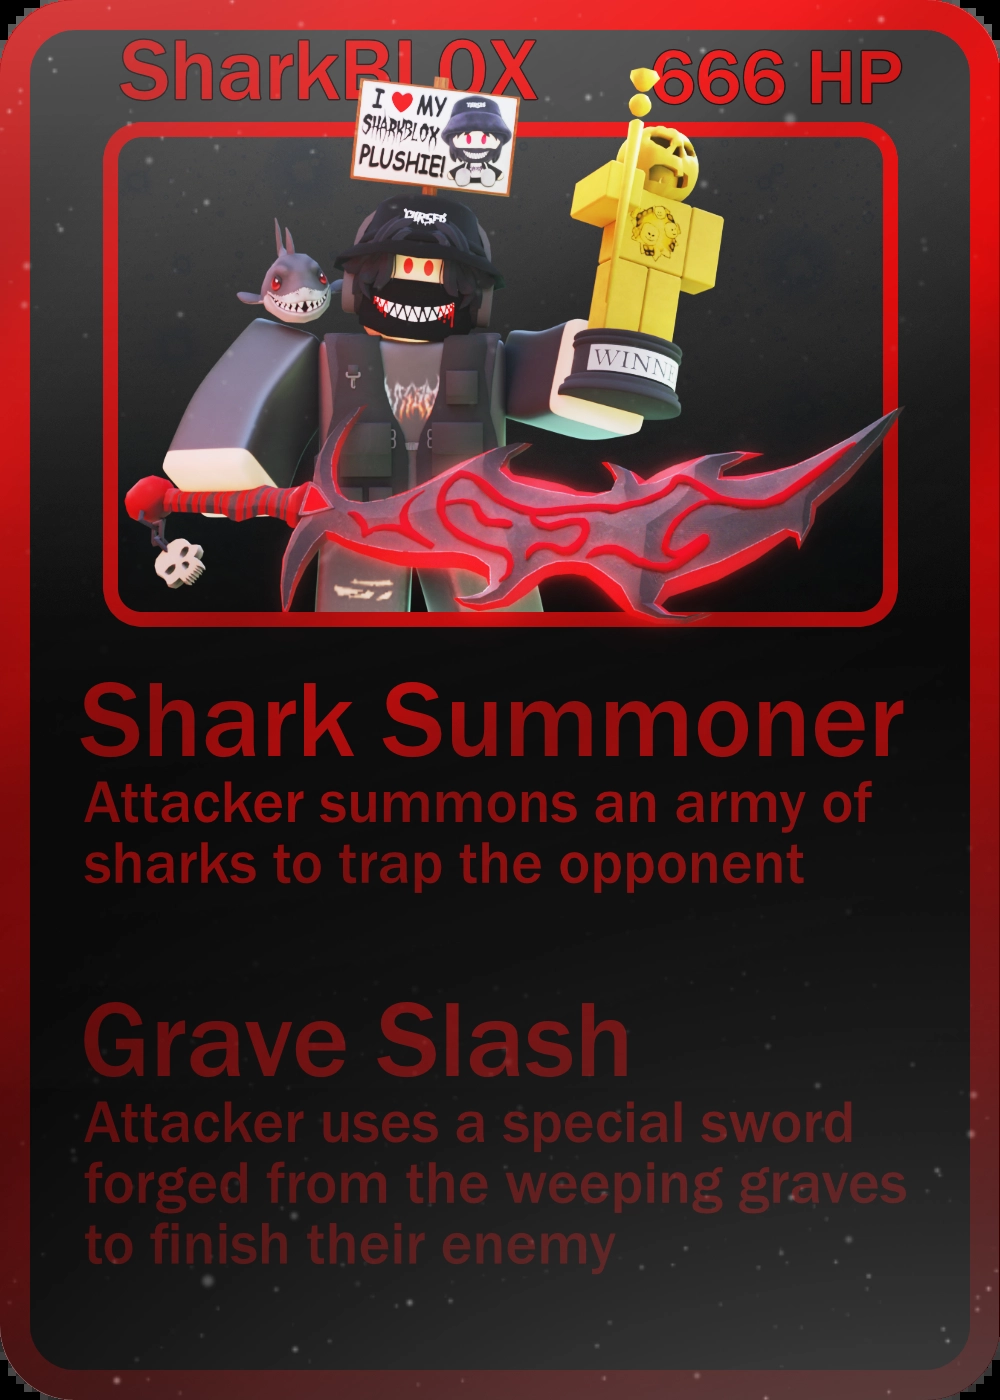 SharkBLOX 666 HP
I ❤ MY
SHARKBLOX
PLUSHIE!
WINNE
Shark Summoner
Attacker summons an army of
sharks to trap the opponent
Grave Slash
Attacker uses a special sword
forged from the weeping graves
to finish their enemy